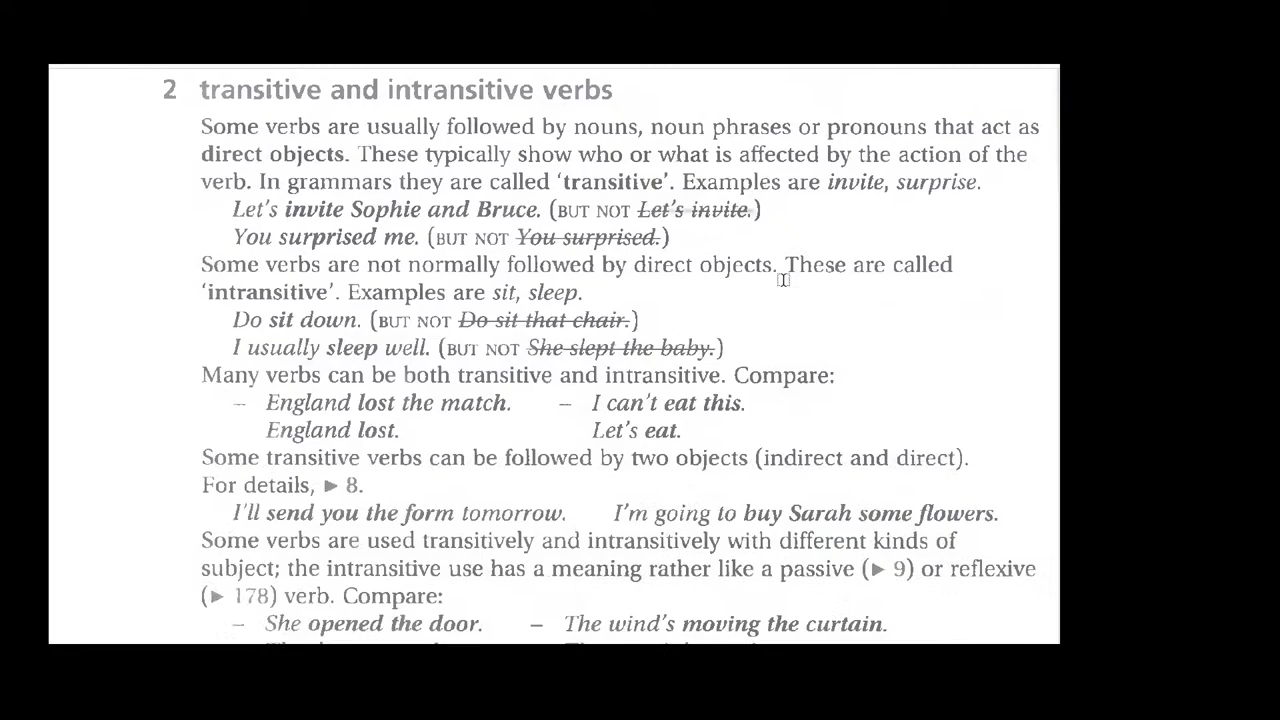 2 transitive and intransitive verbs
Some verbs are usually followed by nouns, noun phrases or pronouns that act as
direct objects. These typically show who or what is affected by the action of the
verb. In grammars they are called ‘transitive’. Examples are invite, surprise.
Let's invite Sophie and Bruce. (BUT NOT Let's invite.)
You surprised me. (BUT NOT You surprised.)
Some verbs are not normally followed by direct objects. These are called
‘intransitive’. Examples are sit, sleep.
Do sit down. (BUT NOT Do sit that chair.)
I usually sleep well. (BUT NOT She slept the baby.)
Many verbs can be both transitive and intransitive. Compare:
– England lost the match. – I can't eat this.
England lost. Let's eat.
Some transitive verbs can be followed by two objects (indirect and direct).
For details, ► 8.
I'll send you the form tomorrow. I'm going to buy Sarah some flowers.
Some verbs are used transitively and intransitively with different kinds of
subject; the intransitive use has a meaning rather like a passive (► 9) or reflexive
(► 178) verb. Compare:
– She opened the door. – The wind's moving the curtain.